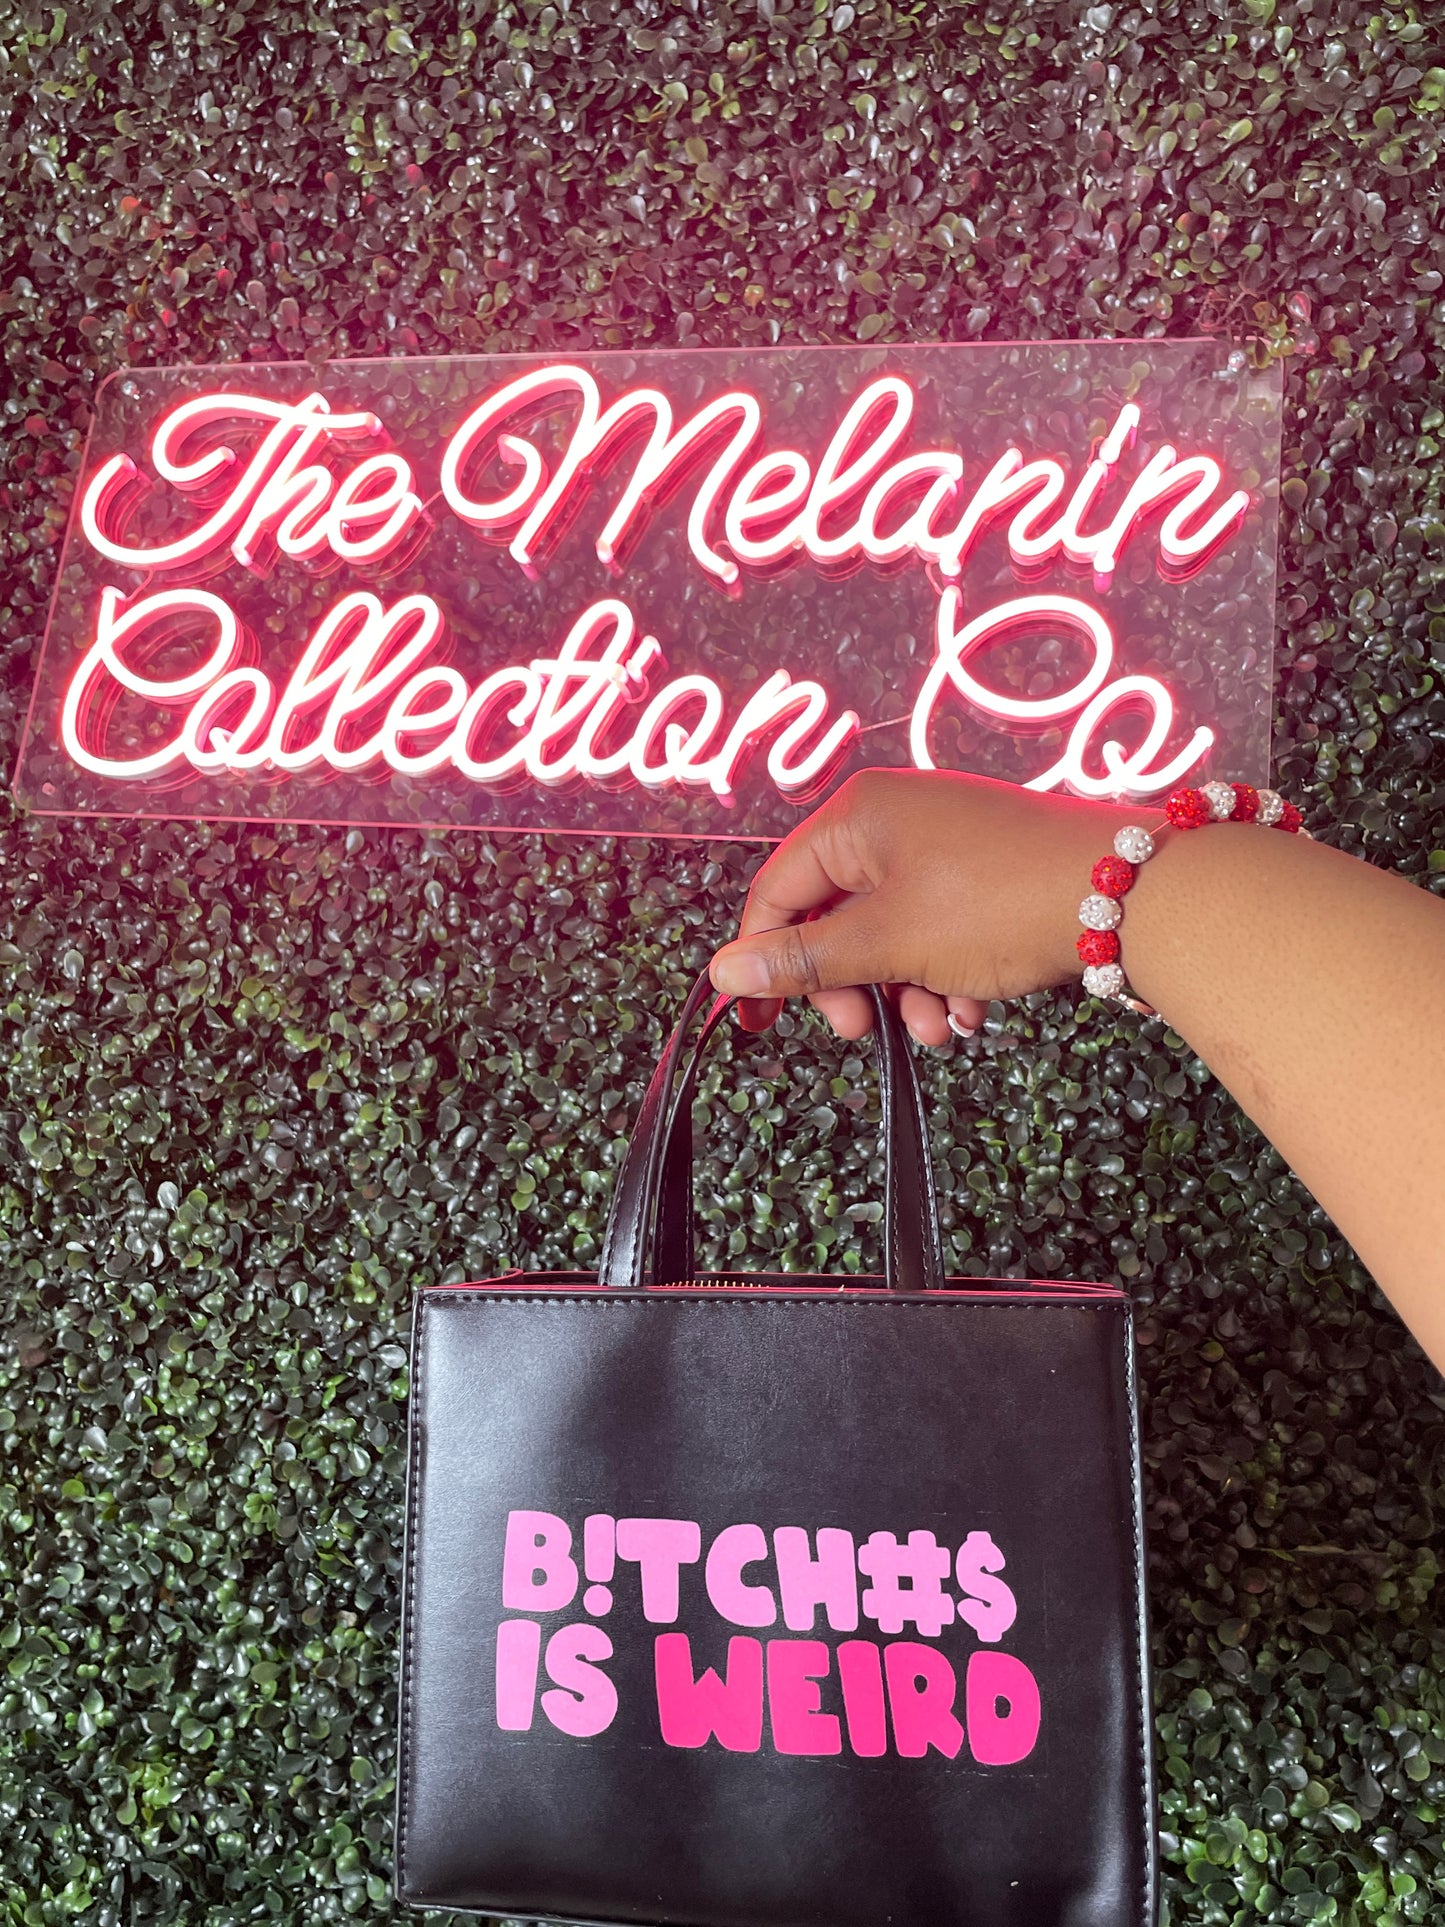 The Melanin
Collection Co
B!TCH#$
IS WEIRD